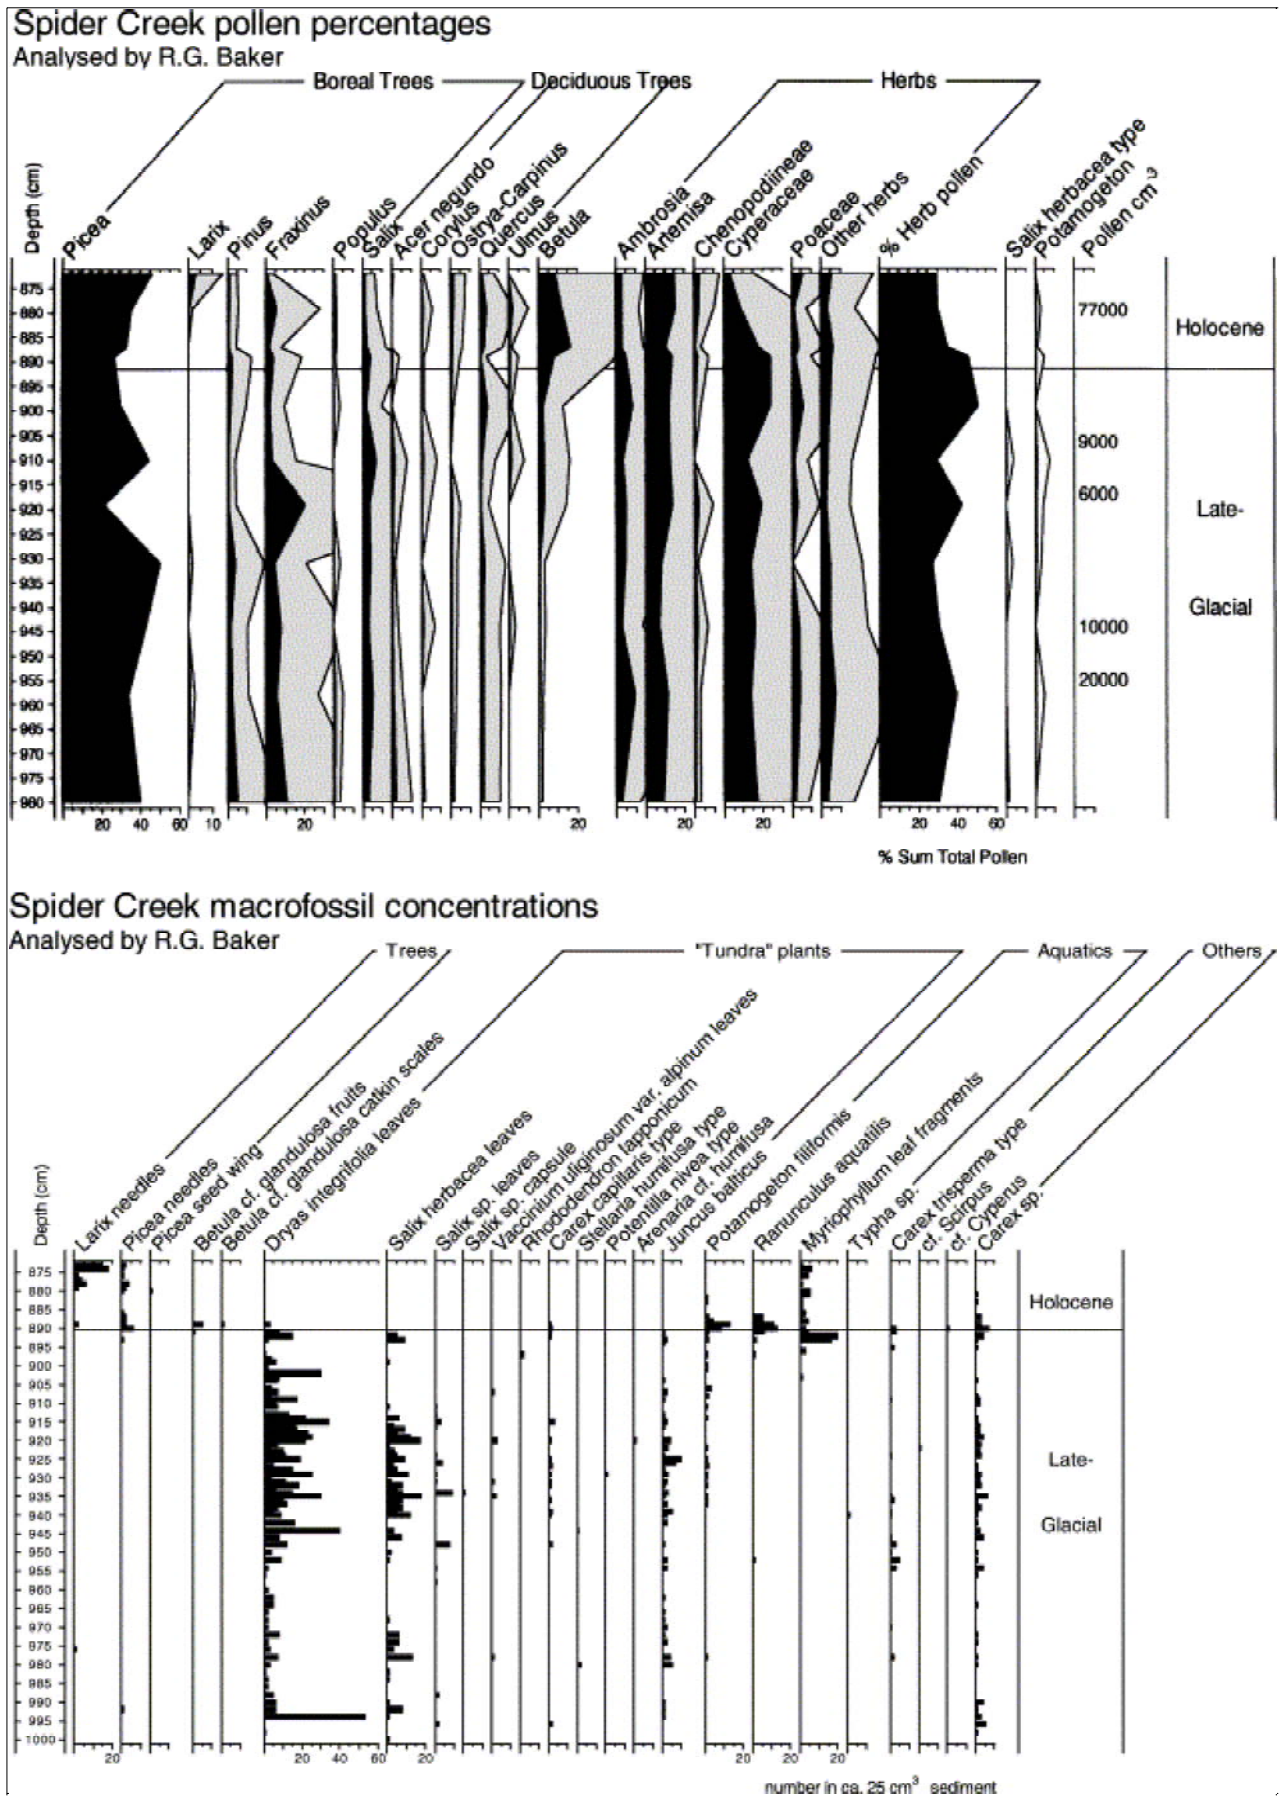 Spider Creek pollen percentages
Analysed by R.G. Baker
Boreal Trees
Deciduous Trees
Herbs
Depth (cm)
Picea
Larix
Pinus
Fraxinus
Populus
Salix
Acer negundo
Corylus
Ostrya-Carpinus
Quercus
Ulmus
Betula
Ambrosia
Artemisa
Chenopodiineae
Cyperaceae
Poaceae
Other herbs
% Herb pollen
Salix herbacea type
Potamogeton
Pollen cm³
875
880
885
890
895
900
905
910
915
920
925
930
935
940
945
950
955
960
965
970
975
980
77000
9000
6000
10000
20000
Holocene
Late-
Glacial
20 40 60 10 20 20 20 20 20 40 60
% Sum Total Pollen
Spider Creek macrofossil concentrations
Analysed by R.G. Baker
Trees
"Tundra" plants
Aquatics
Others
Depth (cm)
Larix needles
Picea needles
Picea seed wing
Betula cf. glandulosa fruits
Betula cf. glandulosa catkin scales
Dryas integrifolia leaves
Salix herbacea leaves
Salix sp. leaves
Salix sp. capsule
Vaccinium uliginosum var. alpinum leaves
Rhododendron lapponicum
Carex capillaris type
Stellaria humifusa type
Potentilla nivea type
Arenaria cf. humifusa
Juncus balticus
Potamogeton filiformis
Ranunculus aquatilis
Myriophyllum leaf fragments
Typha sp.
Carex trisperma type
cf. Scirpus
cf. Cyperus
Carex sp.
875
880
885
890
895
900
905
910
915
920
925
930
935
940
945
950
955
960
965
970
975
980
985
990
995
1000
Holocene
Late-
Glacial
20 20 40 60 20 20 20 20
number in ca. 25 cm³ sediment